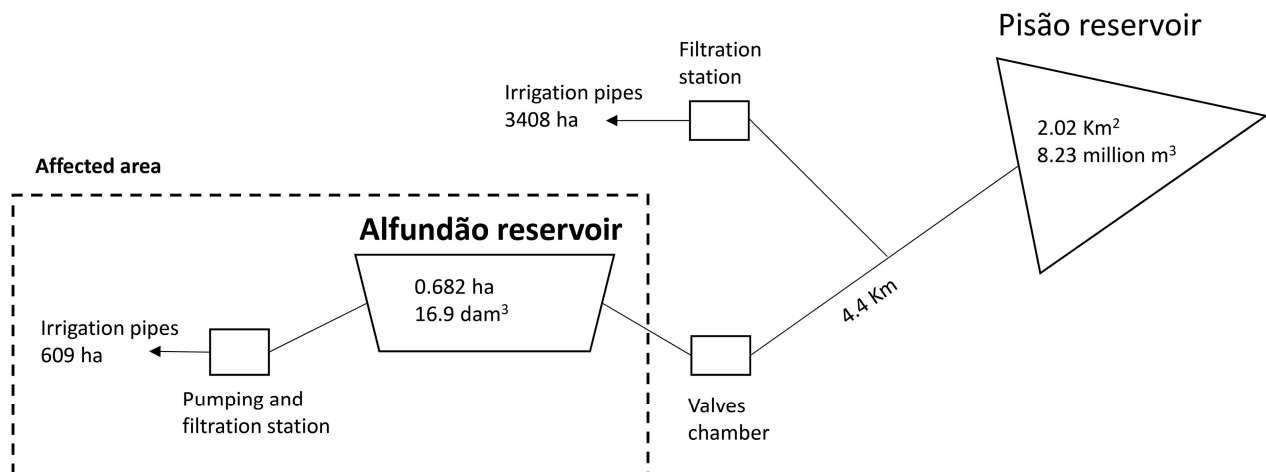 Pisão reservoir
Filtration
station
Irrigation pipes
3408 ha
2.02 Km²
8.23 million m³
Affected area
Alfundão reservoir
0.682 ha
16.9 dam³
4.4 Km
Irrigation pipes
609 ha
Pumping and
filtration station
Valves
chamber